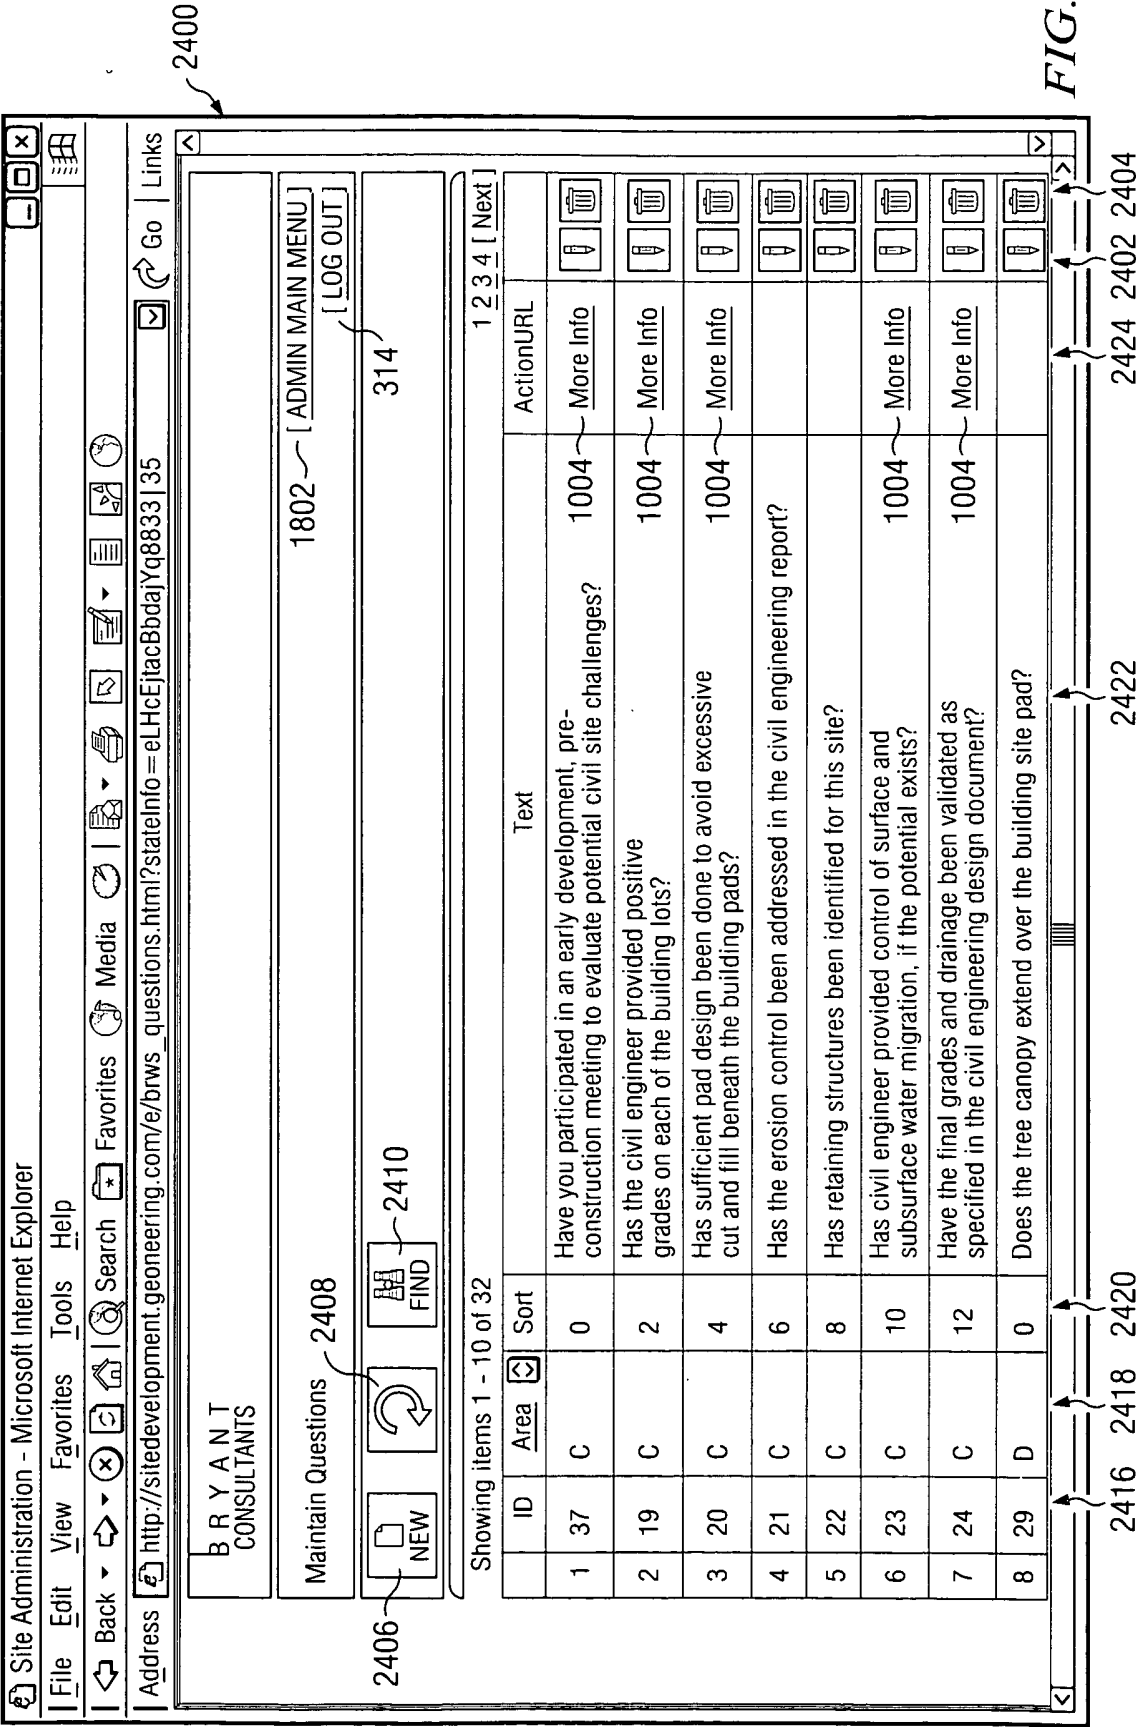 Site Administration - Microsoft Internet Explorer
File Edit View Favorites Tools Help
Back Search Favorites Media
Address http://sitedevelopment.geoneering.com/e/brws_questions.html?stateInfo=eLHcEjtacBbdajYq8833|35 Go Links
2400
BRYANT
CONSULTANTS
Maintain Questions 2408 1802 [ ADMIN MAIN MENU ]
[ LOG OUT ]
2406 NEW FIND 2410 314
Showing items 1 - 10 of 32 1 2 3 4 [ Next ]
ID Area Sort Text ActionURL
1 37 C 0 Have you participated in an early development, pre-
construction meeting to evaluate potential civil site challenges? 1004 More Info
2 19 C 2 Has the civil engineer provided positive
grades on each of the building lots? 1004 More Info
3 20 C 4 Has sufficient pad design been done to avoid excessive
cut and fill beneath the building pads? 1004 More Info
4 21 C 6 Has the erosion control been addressed in the civil engineering report?
5 22 C 8 Has retaining structures been identified for this site?
6 23 C 10 Has civil engineer provided control of surface and
subsurface water migration, if the potential exists? 1004 More Info
7 24 C 12 Have the final grades and drainage been validated as
specified in the civil engineering design document? 1004 More Info
8 29 D 0 Does the tree canopy extend over the building site pad?
2416 2418 2420 2422 2424 2402 2404
FIG.